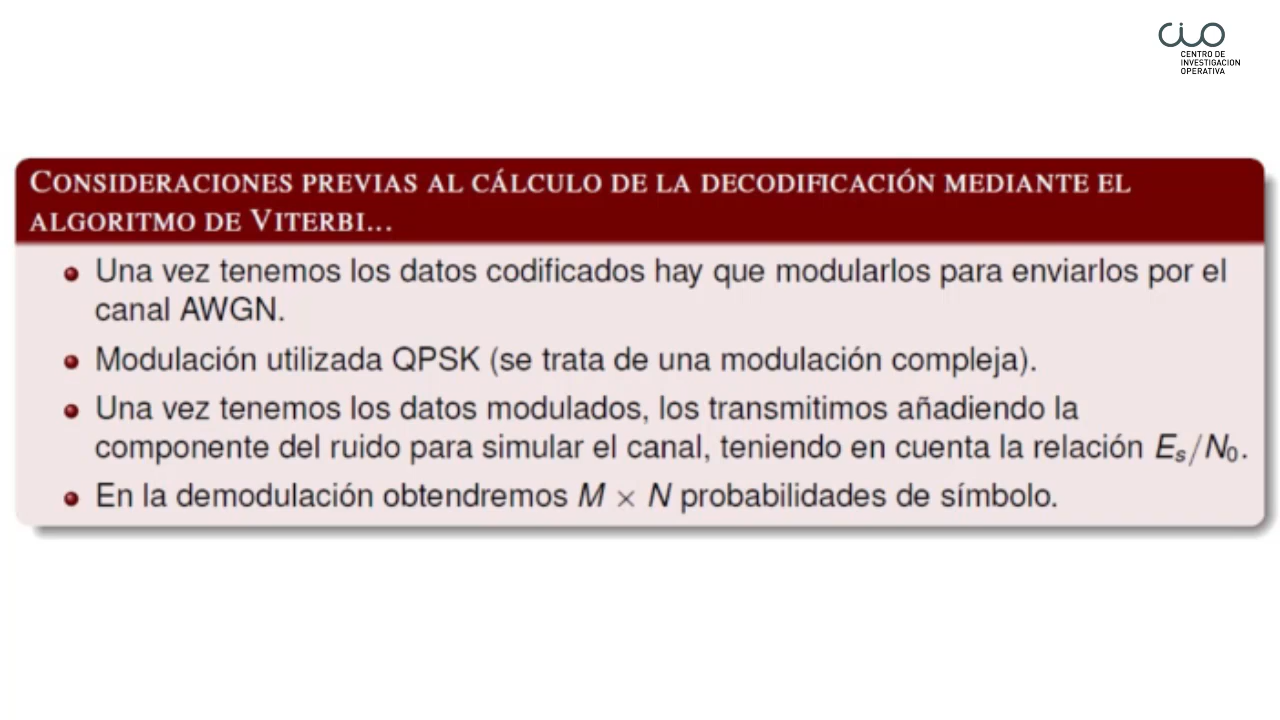 CIO
CENTRO DE
INVESTIGACION
OPERATIVA
CONSIDERACIONES PREVIAS AL CÁLCULO DE LA DECODIFICACIÓN MEDIANTE EL
ALGORITMO DE VITERBI...
Una vez tenemos los datos codificados hay que modularlos para enviarlos por el
canal AWGN.
Modulación utilizada QPSK (se trata de una modulación compleja).
Una vez tenemos los datos modulados, los transmitimos añadiendo la
componente del ruido para simular el canal, teniendo en cuenta la relación Eₛ/N₀.
En la demodulación obtendremos M × N probabilidades de símbolo.